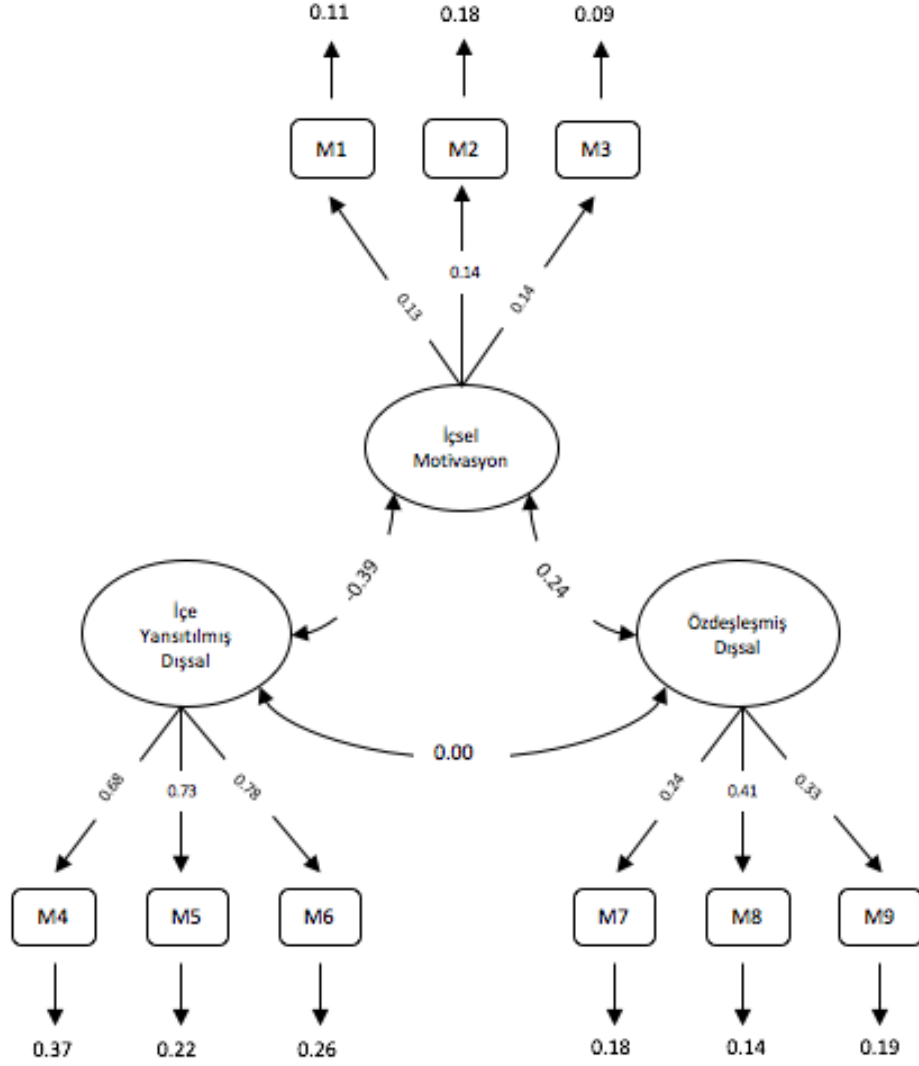 0.11 0.18 0.09
M1 M2 M3
0.13 0.14 0.14
İçsel
Motivasyon
-0.39 0.24
İçe
Yansıtılmış
Dışsal
Özdeşleşmiş
Dışsal
0.00
0.68 0.73 0.78 0.24 0.41 0.33
M4 M5 M6 M7 M8 M9
0.37 0.22 0.26 0.18 0.14 0.19